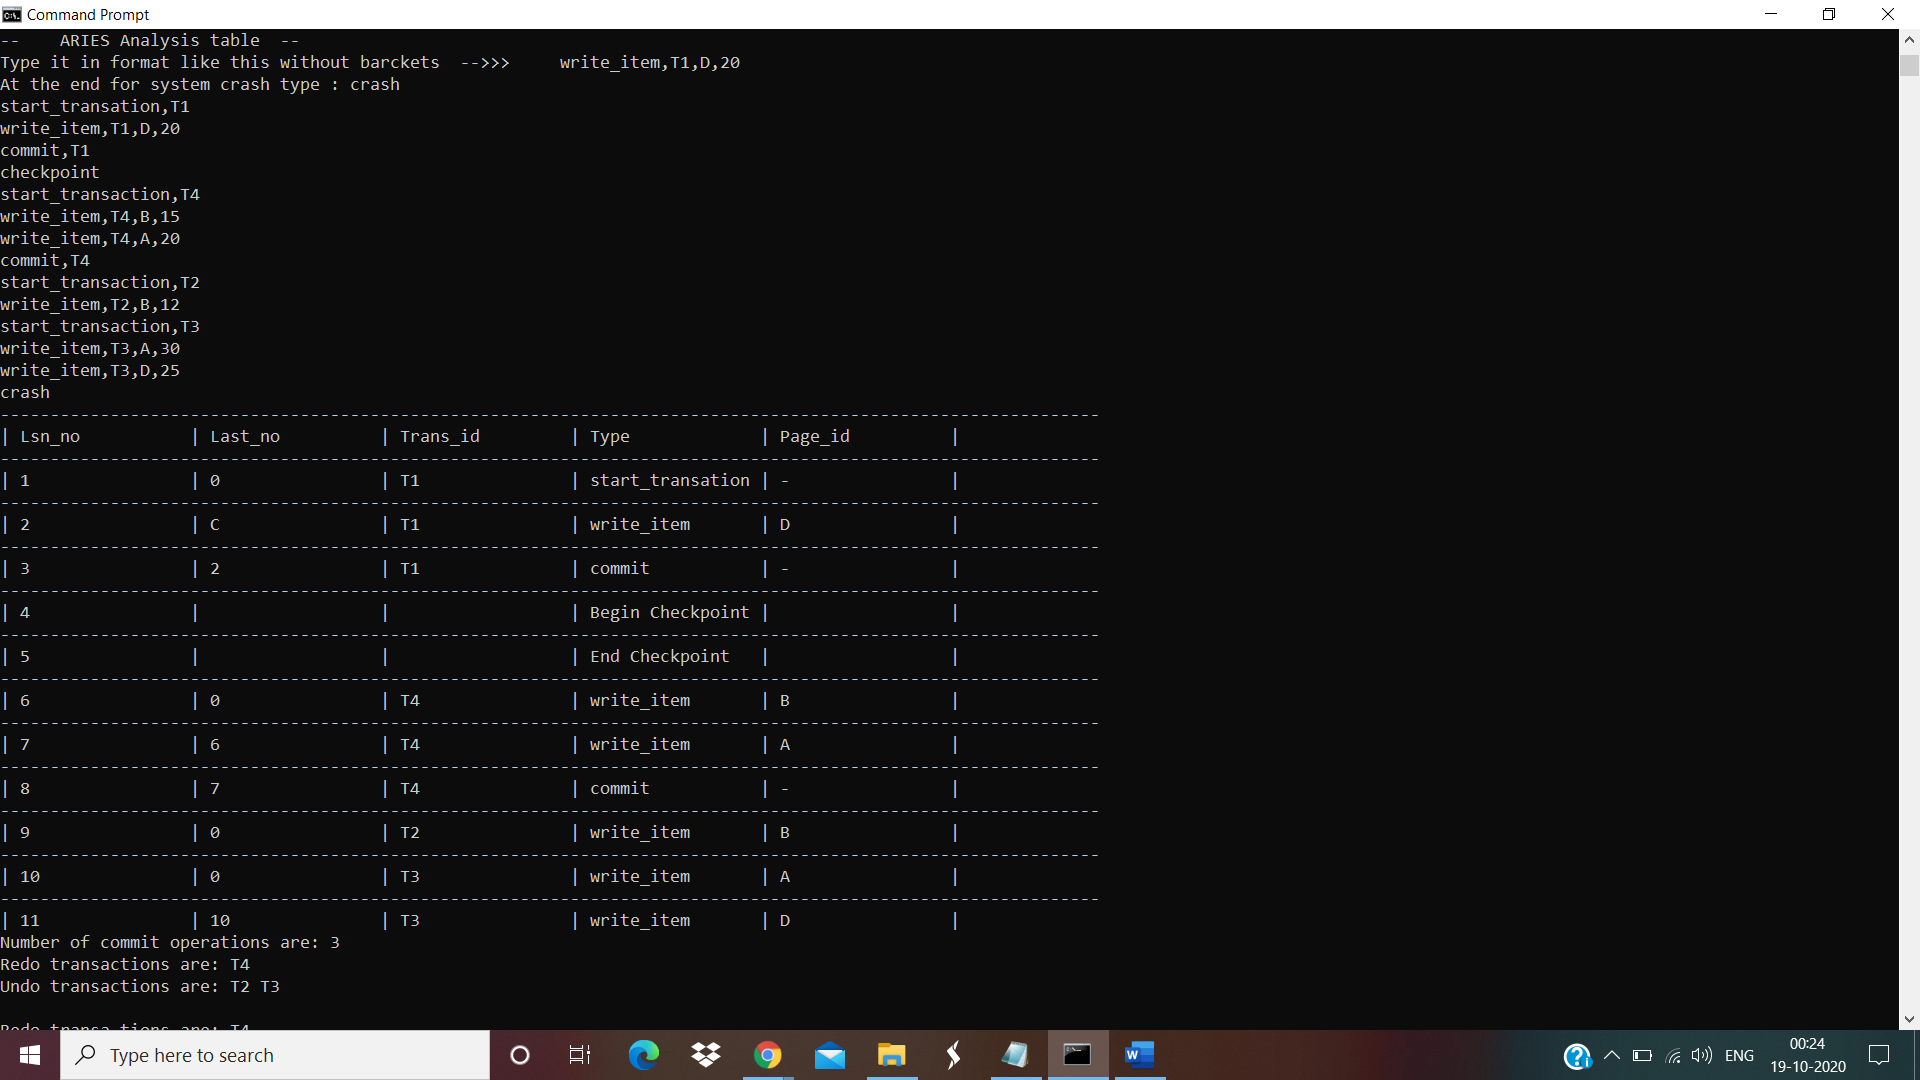 Command Prompt
--    ARIES Analysis table  --
Type it in format like this without barckets  -->>>     write_item,T1,D,20
At the end for system crash type : crash
start_transation,T1
write_item,T1,D,20
commit,T1
checkpoint
start_transaction,T4
write_item,T4,B,15
write_item,T4,A,20
commit,T4
start_transaction,T2
write_item,T2,B,12
start_transaction,T3
write_item,T3,A,30
write_item,T3,D,25
crash
| Lsn_no | Last_no | Trans_id | Type | Page_id |
| 1 | 0 | T1 | start_transation | - |
| 2 | C | T1 | write_item | D |
| 3 | 2 | T1 | commit | - |
| 4 | | | Begin Checkpoint | |
| 5 | | | End Checkpoint | |
| 6 | 0 | T4 | write_item | B |
| 7 | 6 | T4 | write_item | A |
| 8 | 7 | T4 | commit | - |
| 9 | 0 | T2 | write_item | B |
| 10 | 0 | T3 | write_item | A |
| 11 | 10 | T3 | write_item | D |
Number of commit operations are: 3
Redo transactions are: T4
Undo transactions are: T2 T3
Type here to search
ENG
00:24
19-10-2020